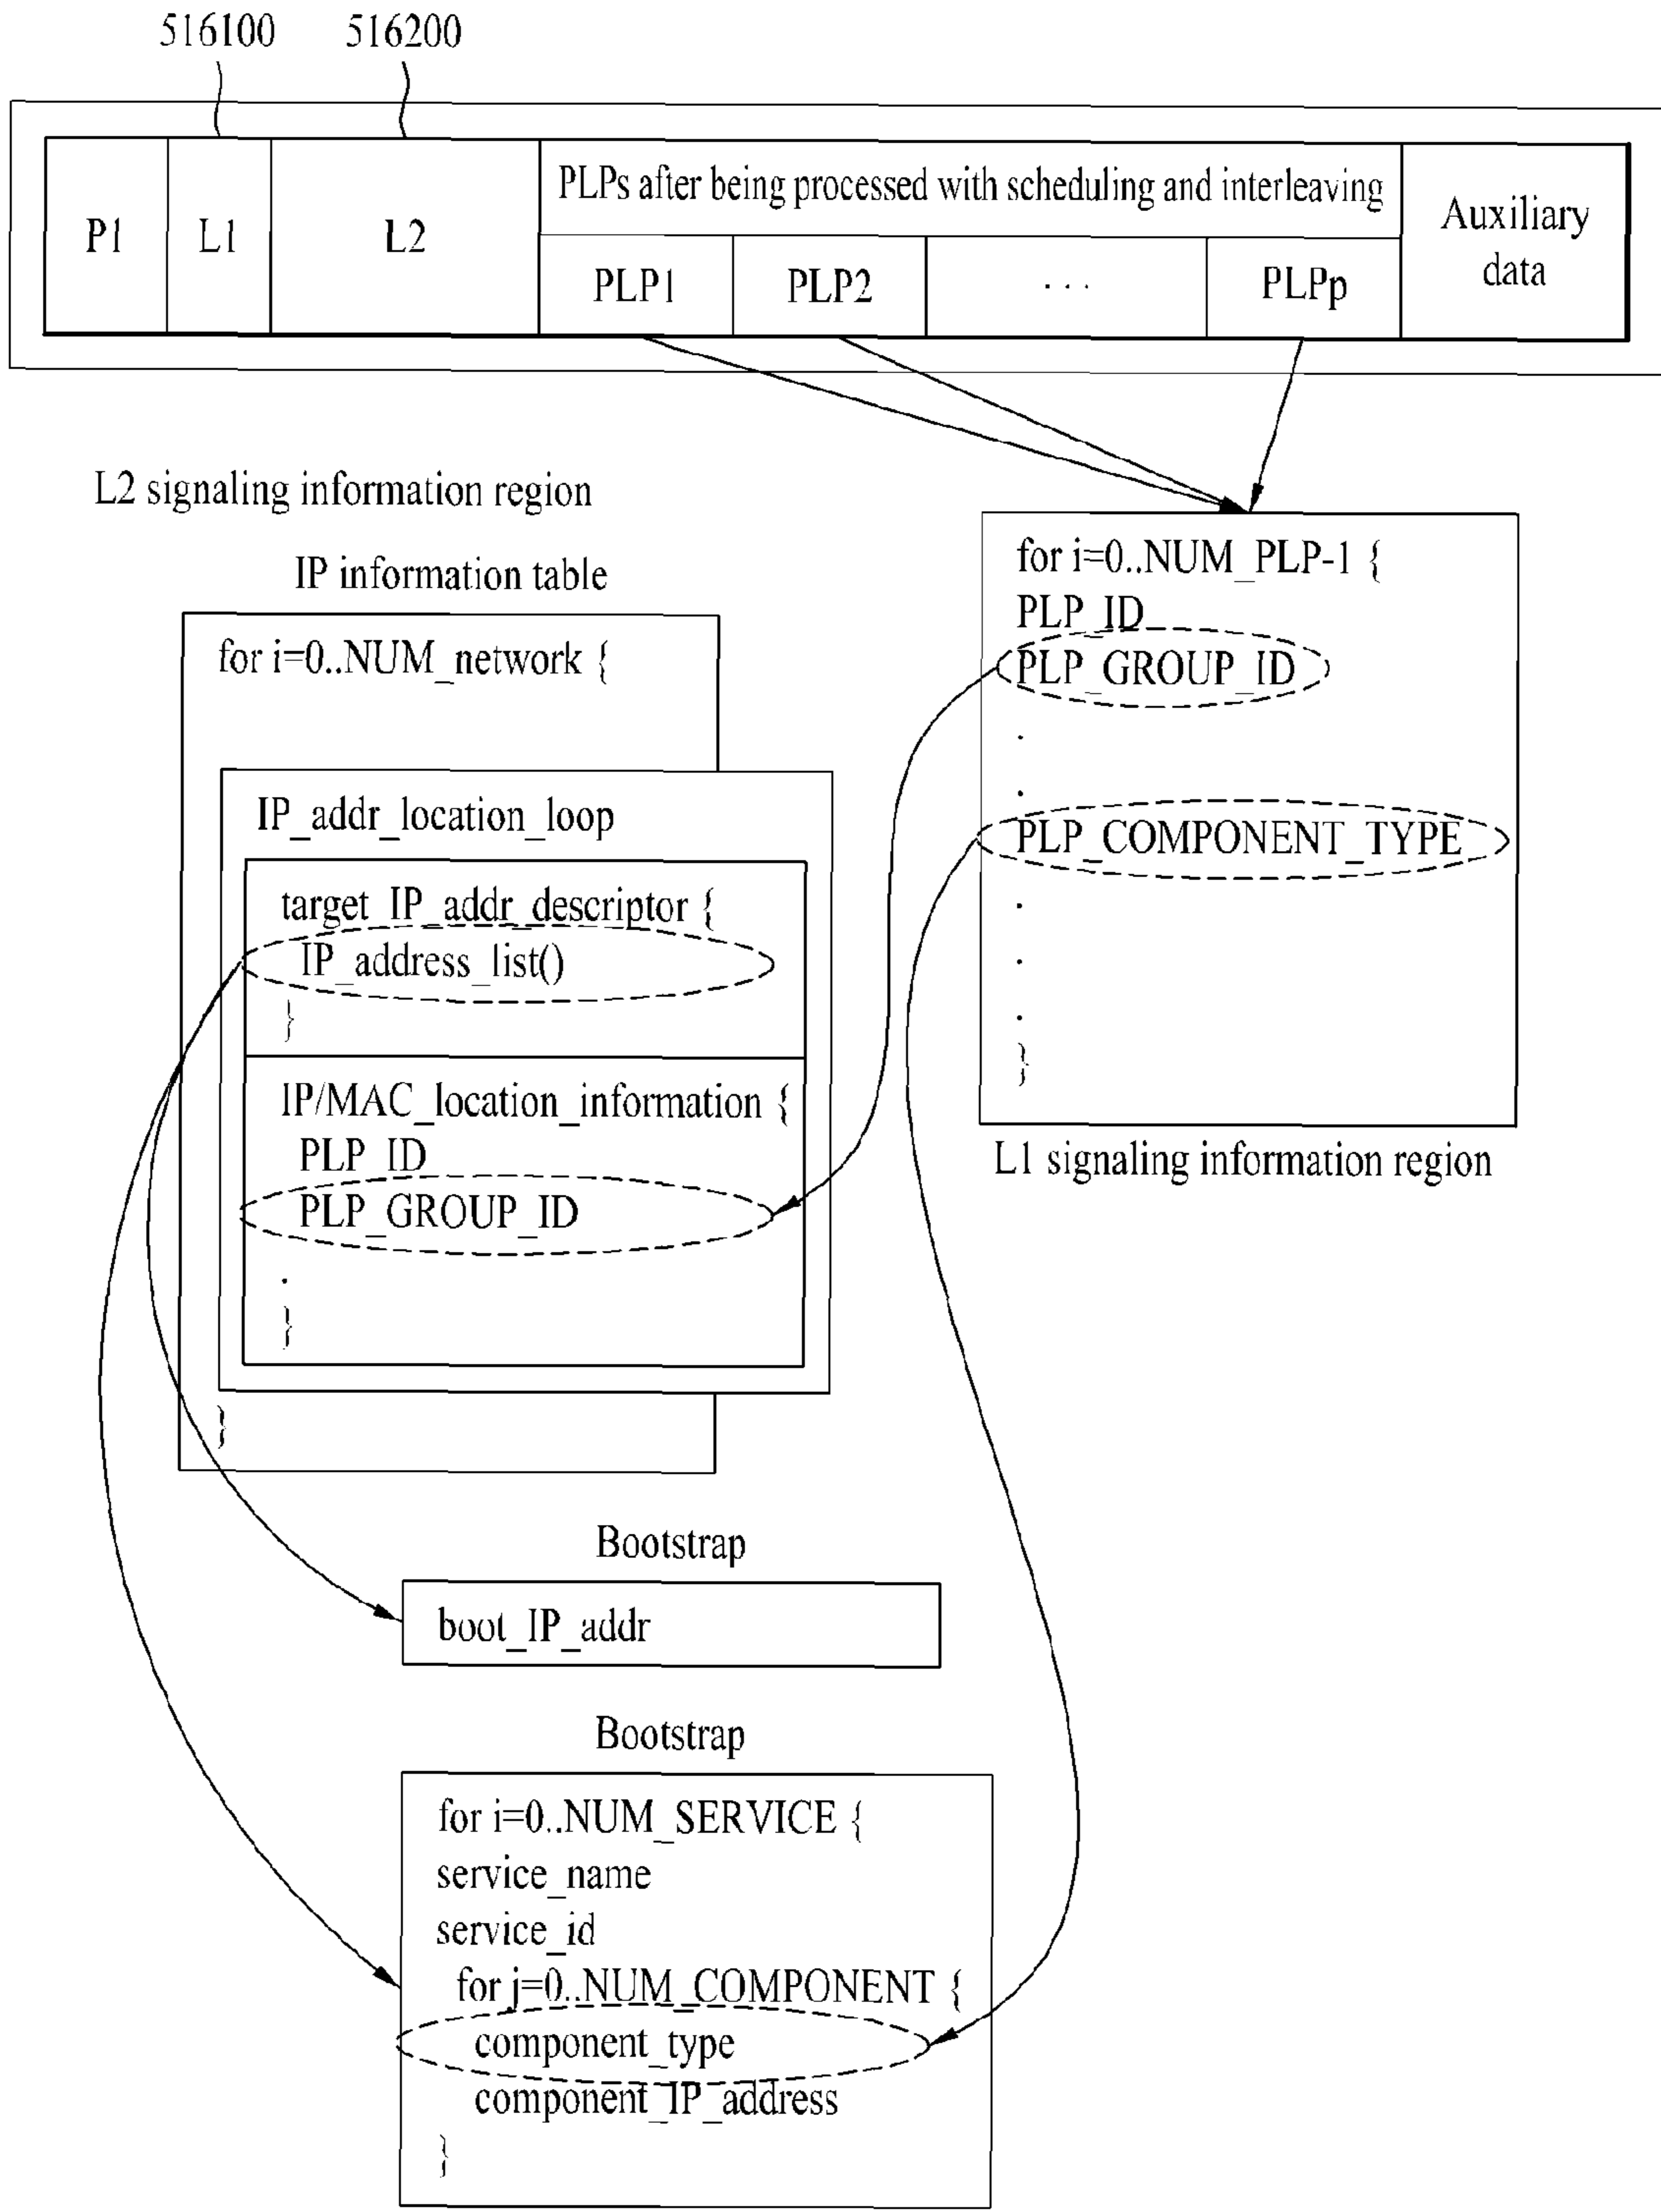 516100
516200
P1
L1
L2
PLPs after being processed with scheduling and interleaving
PLP1
PLP2
. . .
PLPp
Auxiliary
data
L2 signaling information region
IP information table
for i=0..NUM_network {
IP_addr_location_loop
target_IP_addr_descriptor {
IP_address_list()
}
IP/MAC_location_information {
PLP_ID
PLP_GROUP_ID
.
}
}
for i=0..NUM_PLP-1 {
PLP_ID
PLP_GROUP_ID
.
.
PLP_COMPONENT_TYPE
.
.
.
}
L1 signaling information region
Bootstrap
boot_IP_addr
Bootstrap
for i=0..NUM_SERVICE {
service_name
service_id
for j=0..NUM_COMPONENT {
component_type
component_IP_address
}